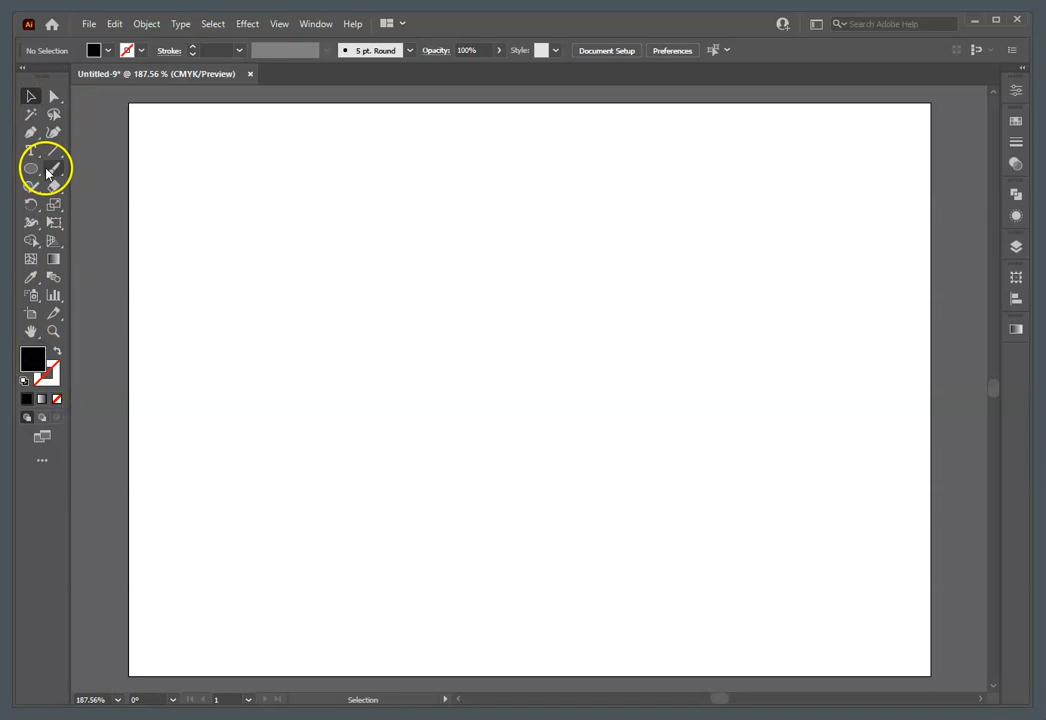 Ai File Edit Object Type Select Effect View Window Help Search Adobe Help
No Selection Stroke: 5 pt. Round Opacity: 100% Style: Document Setup Preferences
Untitled-9* @ 187.56 % (CMYK/Preview) ×
T
187.56% 0° 1 Selection